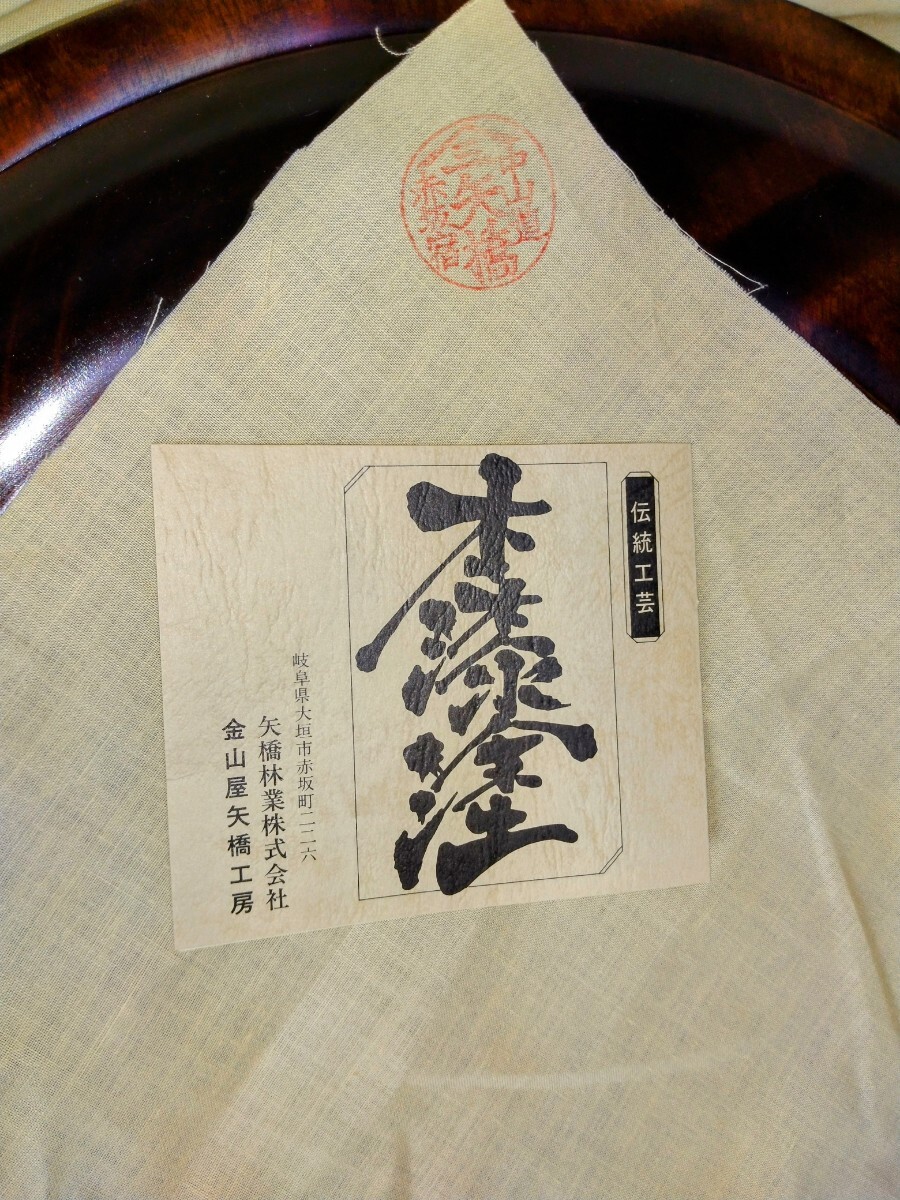 中山道
矢橋
赤坂宿
伝統工芸
本漆塗
岐阜県大垣市赤坂町二二六
矢橋林業株式会社
金山屋矢橋工房